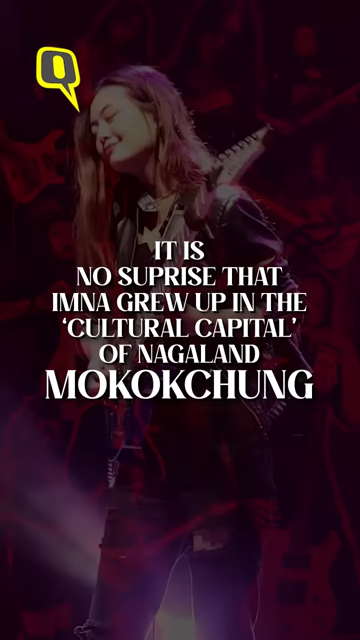 IT IS
NO SUPRISE THAT
IMNA GREW UP IN THE
‘CULTURAL CAPITAL’
OF NAGALAND
MOKOKCHUNG